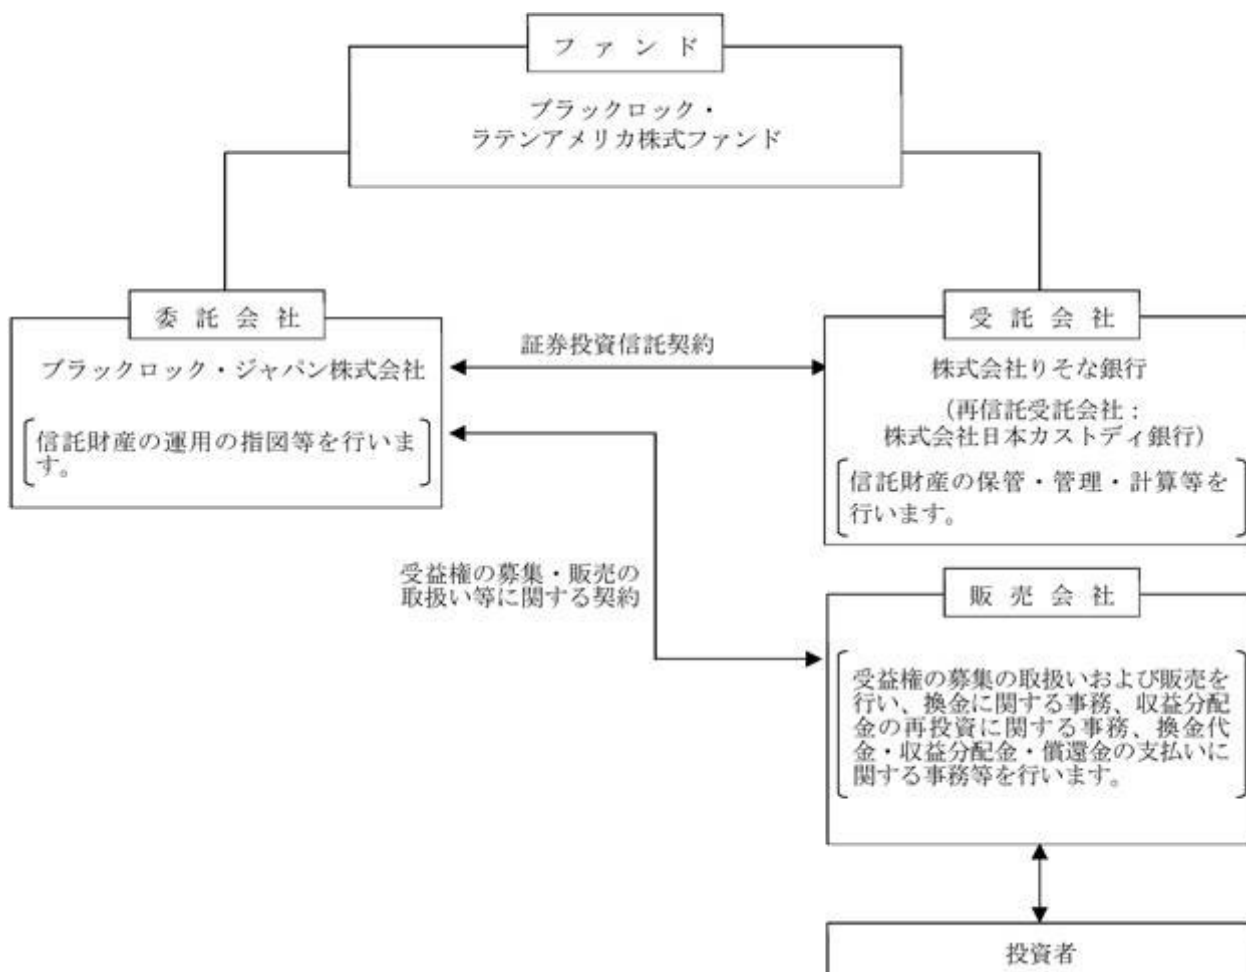 ファンド
ブラックロック・
ラテンアメリカ株式ファンド
委託会社
ブラックロック・ジャパン株式会社
信託財産の運用の指図等を行いま
す。
証券投資信託契約
受託会社
株式会社りそな銀行
（再信託受託会社：
株式会社日本カストディ銀行）
信託財産の保管・管理・計算等を
行います。
受益権の募集・販売の
取扱い等に関する契約
販売会社
受益権の募集の取扱いおよび販売を
行い、換金に関する事務、収益分配
金の再投資に関する事務、換金代
金・収益分配金・償還金の支払いに
関する事務等を行います。
投資者